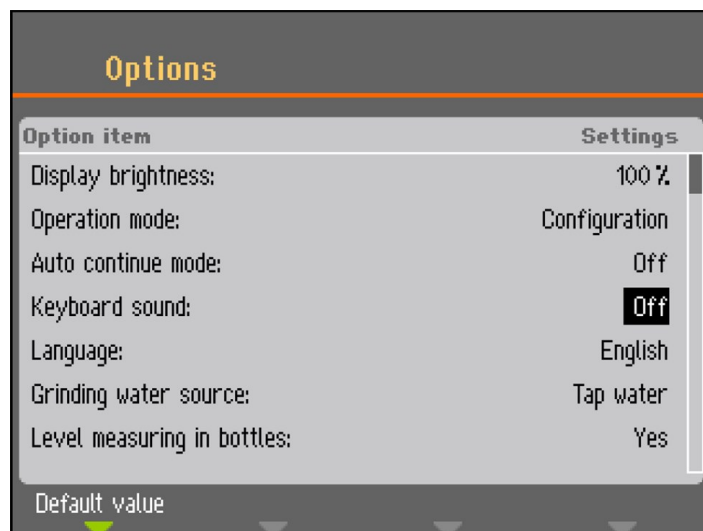 Options
Option item Settings
Display brightness: 100 %
Operation mode: Configuration
Auto continue mode: Off
Keyboard sound: Off
Language: English
Grinding water source: Tap water
Level measuring in bottles: Yes
Default value